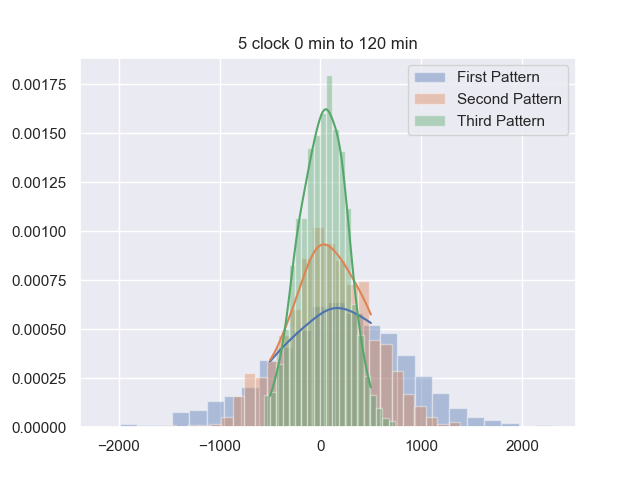 5 clock 0 min to 120 min
First Pattern
Second Pattern
Third Pattern
0.00175
0.00150
0.00125
0.00100
0.00075
0.00050
0.00025
0.00000
−2000 −1000 0 1000 2000